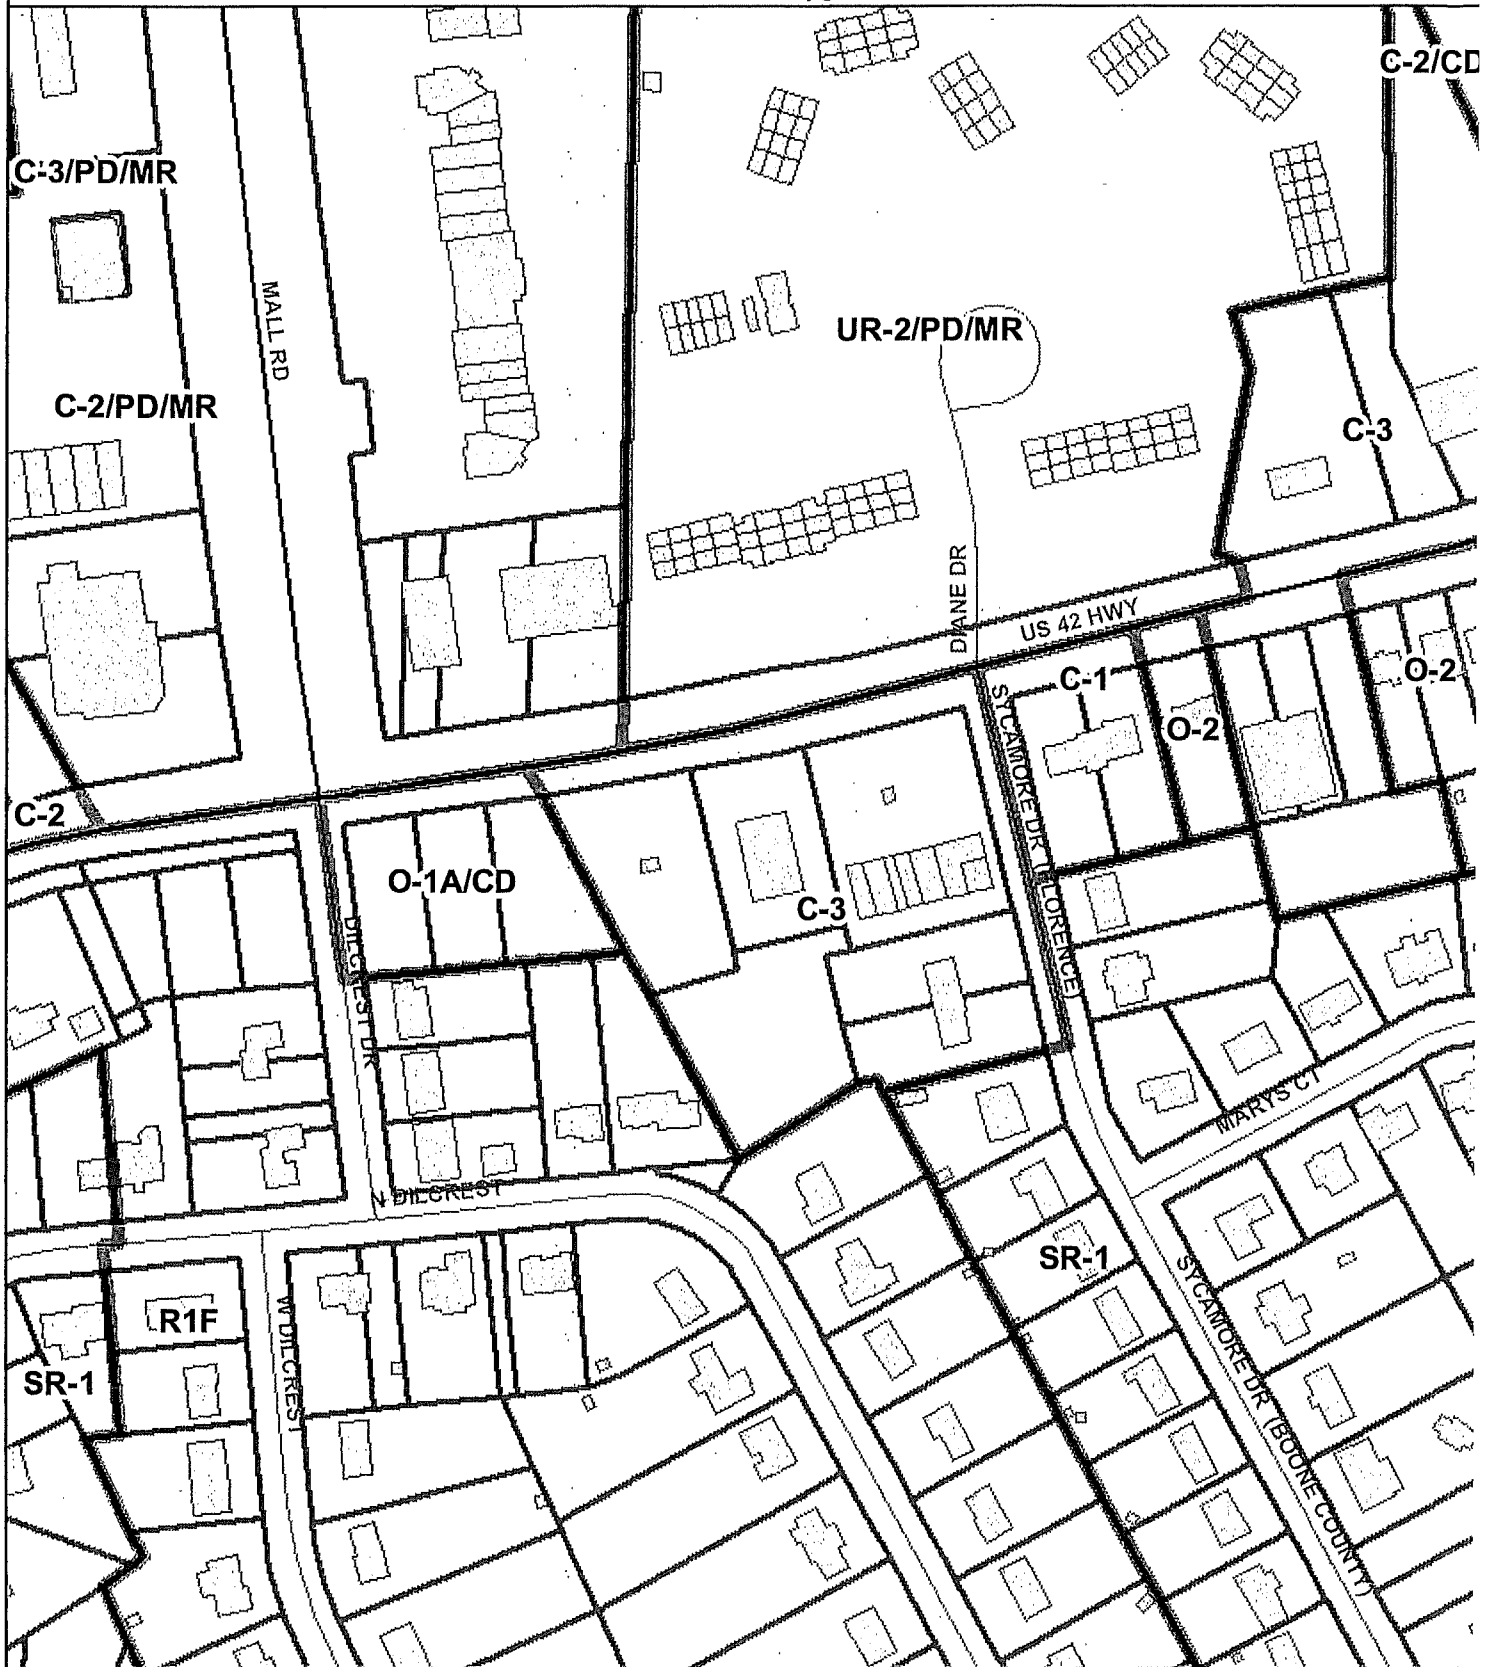 C-2/CD
C-3/PD/MR
MALL RD
UR-2/PD/MR
C-2/PD/MR
C-3
DIANE DR
US 42 HWY
C-1
O-2
O-2
SYCAMORE DR (FLORENCE)
C-2
O-1A/CD
C-3
DILCREST DR
MARYS CT
N DILCREST
SR-1
R1F
W DILCREST
SR-1
SYCAMORE DR (BOONE COUNTY)